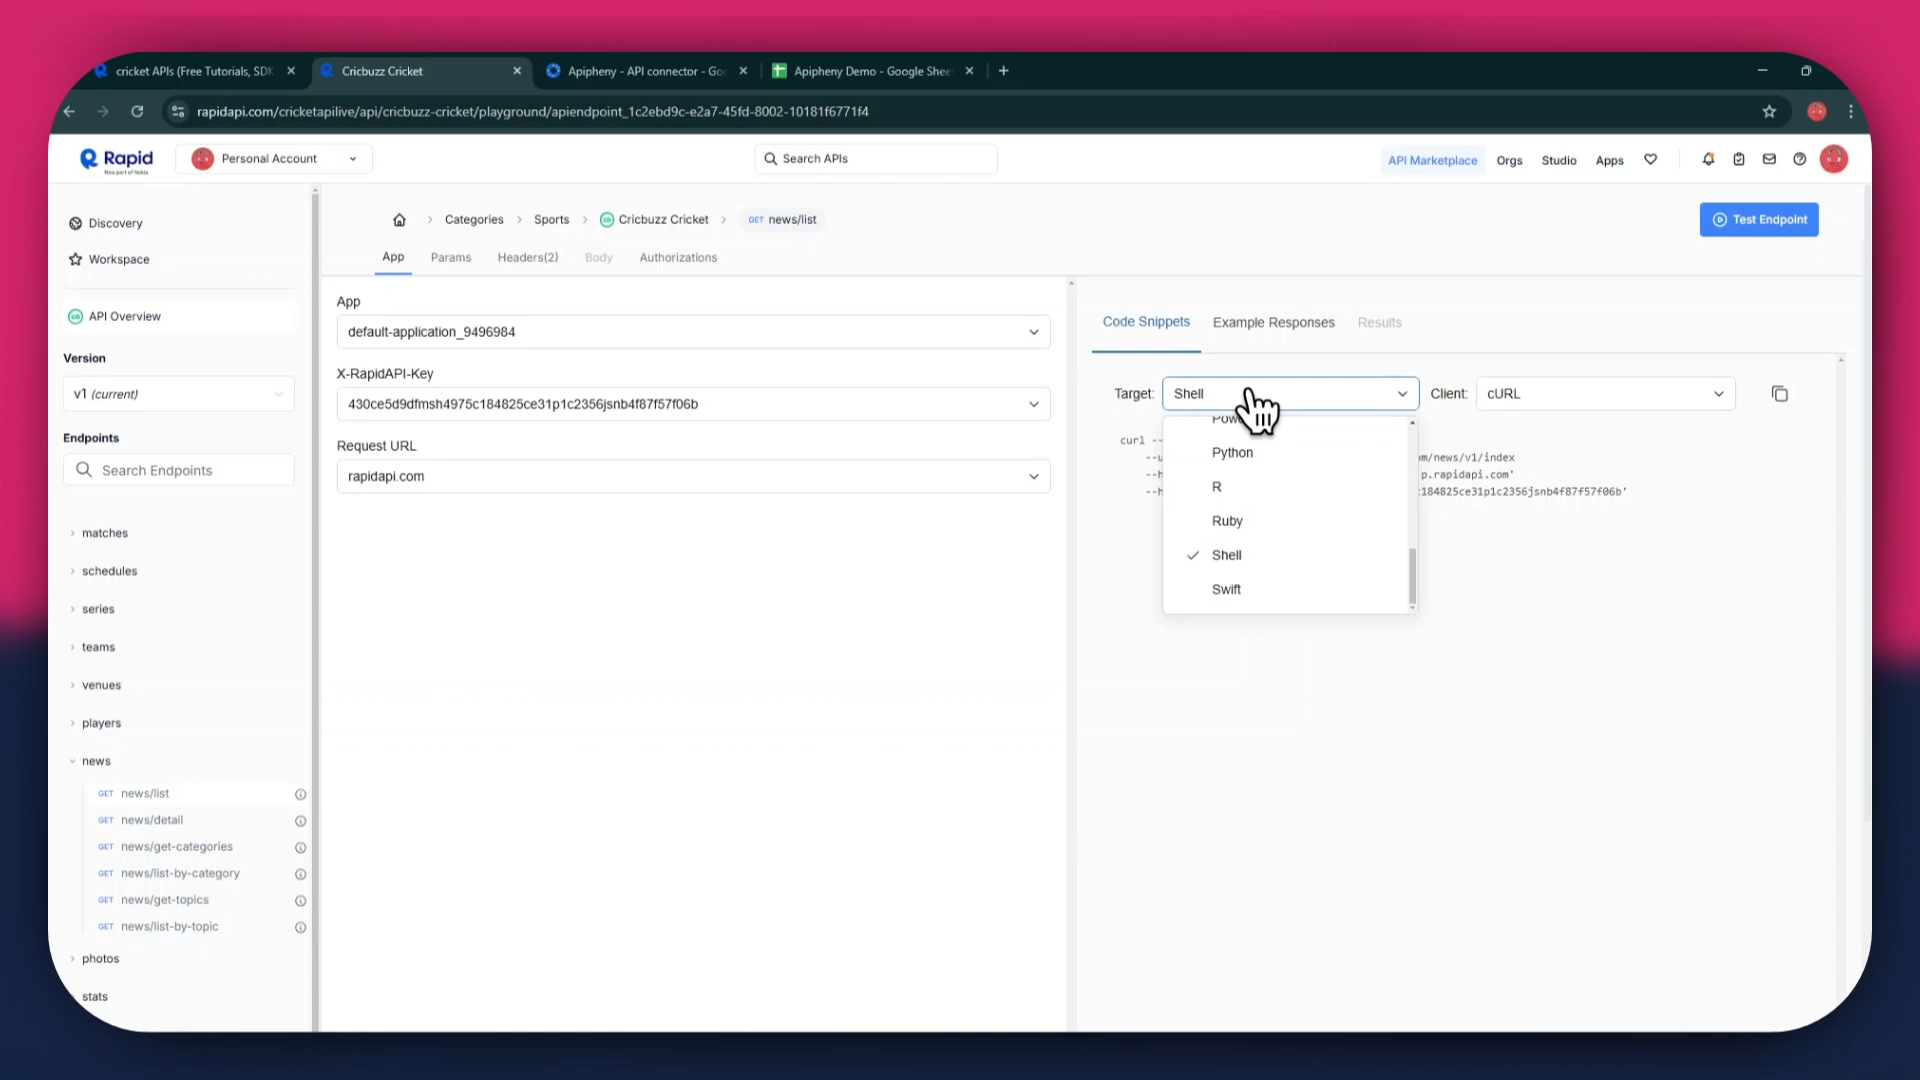 cricket APIs (Free Tutorials, SDK
Cricbuzz Cricket
Apipheny - API connector - Goo
Apipheny Demo - Google Shee
rapidapi.com/cricketapilive/api/cricbuzz-cricket/playground/apiendpoint_1c2ebd9c-e2a7-45fd-8002-10181f6771f4
Rapid
Now part of Nokia
Personal Account
Search APIs
API Marketplace
Orgs
Studio
Apps
Discovery
Workspace
API Overview
Version
v1 (current)
Endpoints
Search Endpoints
matches
schedules
series
teams
venues
players
news
GET news/list
GET news/detail
GET news/get-categories
GET news/list-by-category
GET news/get-topics
GET news/list-by-topic
photos
stats
Categories > Sports > Cricbuzz Cricket > GET news/list
Test Endpoint
App Params Headers(2) Body Authorizations
App
default-application_9496984
X-RapidAPI-Key
430ce5d9dfmsh4975c184825ce31p1c2356jsnb4f87f57f06b
Request URL
rapidapi.com
Code Snippets Example Responses Results
Target: Shell Client: cURL
curl --
m/news/v1/index
p.rapidapi.com'
184825ce31p1c2356jsnb4f87f57f06b'
Python
R
Ruby
Shell
Swift